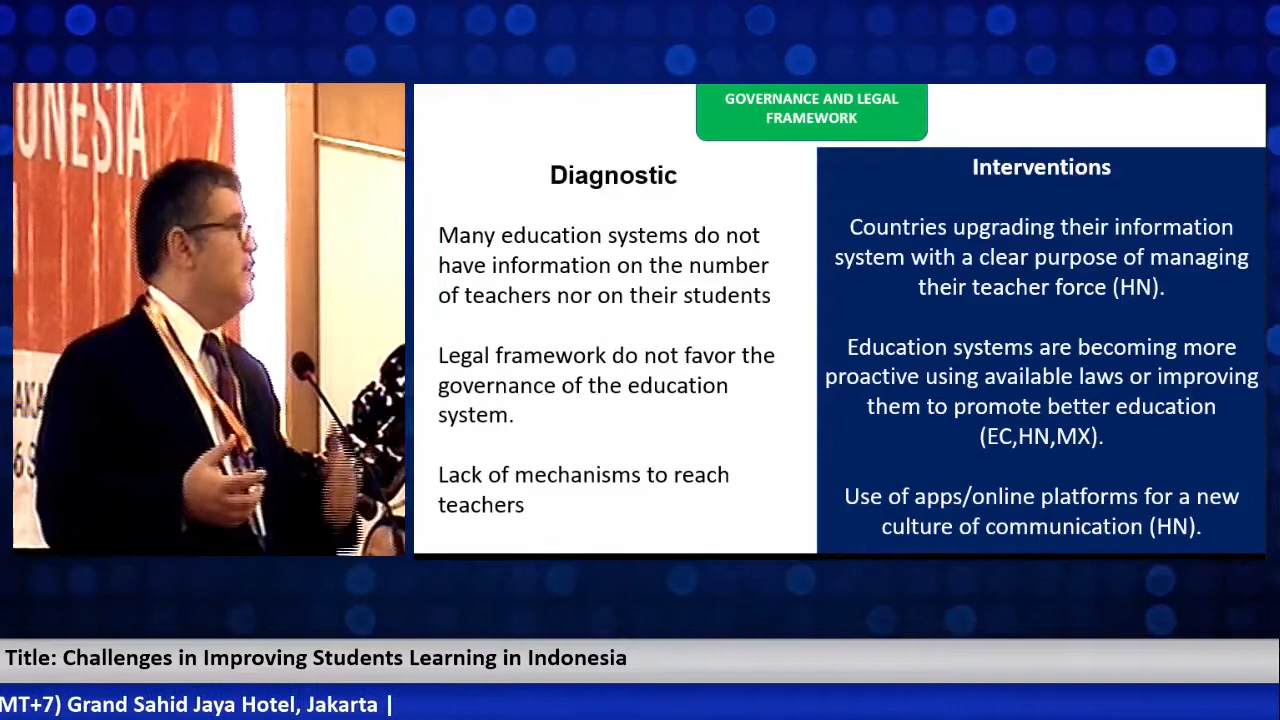 ONESIA
GOVERNANCE AND LEGAL
FRAMEWORK
Diagnostic
Many education systems do not
have information on the number
of teachers nor on their students
Legal framework do not favor the
governance of the education
system.
Lack of mechanisms to reach
teachers
Interventions
Countries upgrading their information
system with a clear purpose of managing
their teacher force (HN).
Education systems are becoming more
proactive using available laws or improving
them to promote better education
(EC,HN,MX).
Use of apps/online platforms for a new
culture of communication (HN).
Title: Challenges in Improving Students Learning in Indonesia
MT+7) Grand Sahid Jaya Hotel, Jakarta |